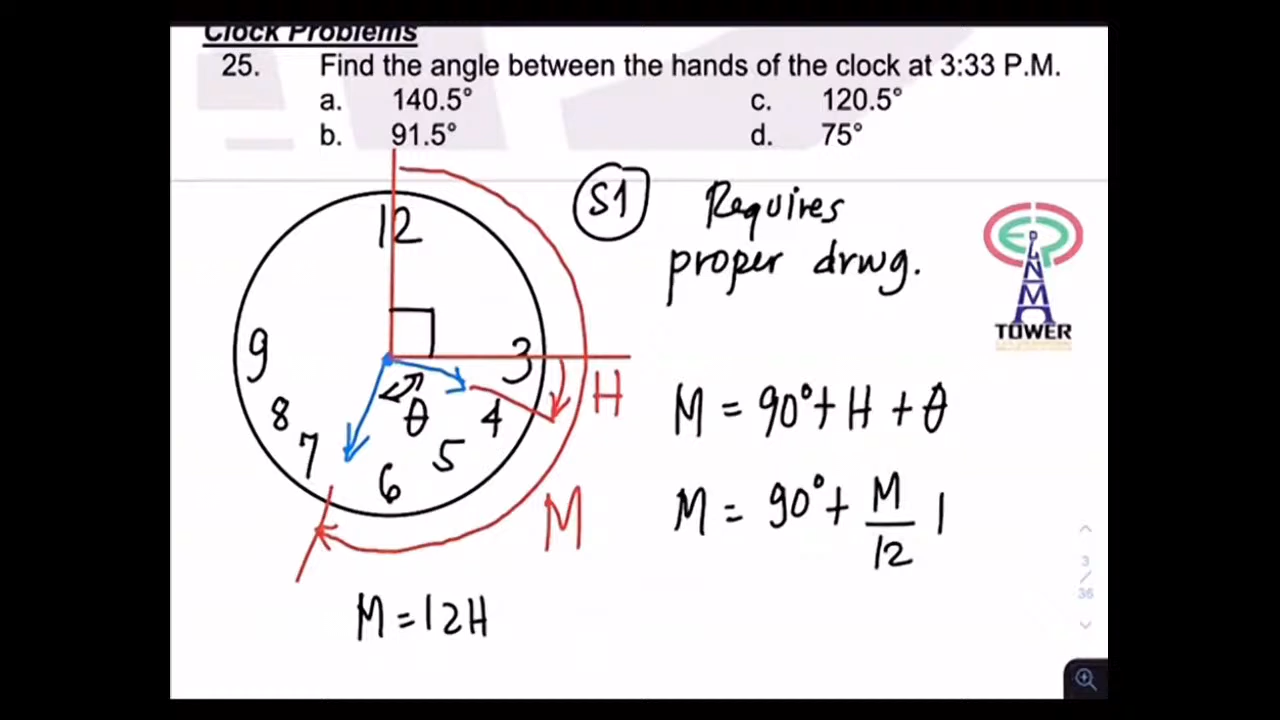 Clock Problems
25. Find the angle between the hands of the clock at 3:33 P.M.
a. 140.5° c. 120.5°
b. 91.5° d. 75°
12
9
3
8
7
6
5
4
θ
H
M
M = 12H
S1
Requires
proper drwg.
M = 90° + H + θ
M = 90° + M/12 |
TOWER
3
/
36